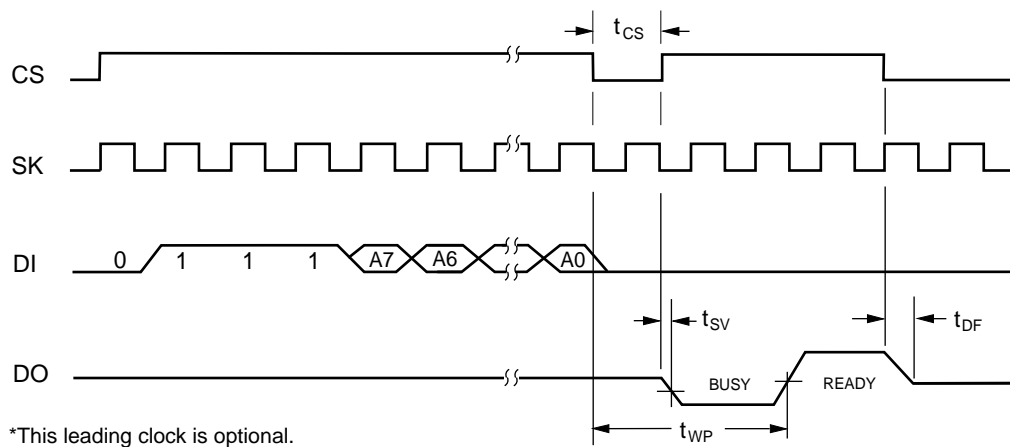 tCS
CS
SK
DI 0 1 1 1 A7 A6 A0
tSV
tDF
DO BUSY READY
tWP
*This leading clock is optional.